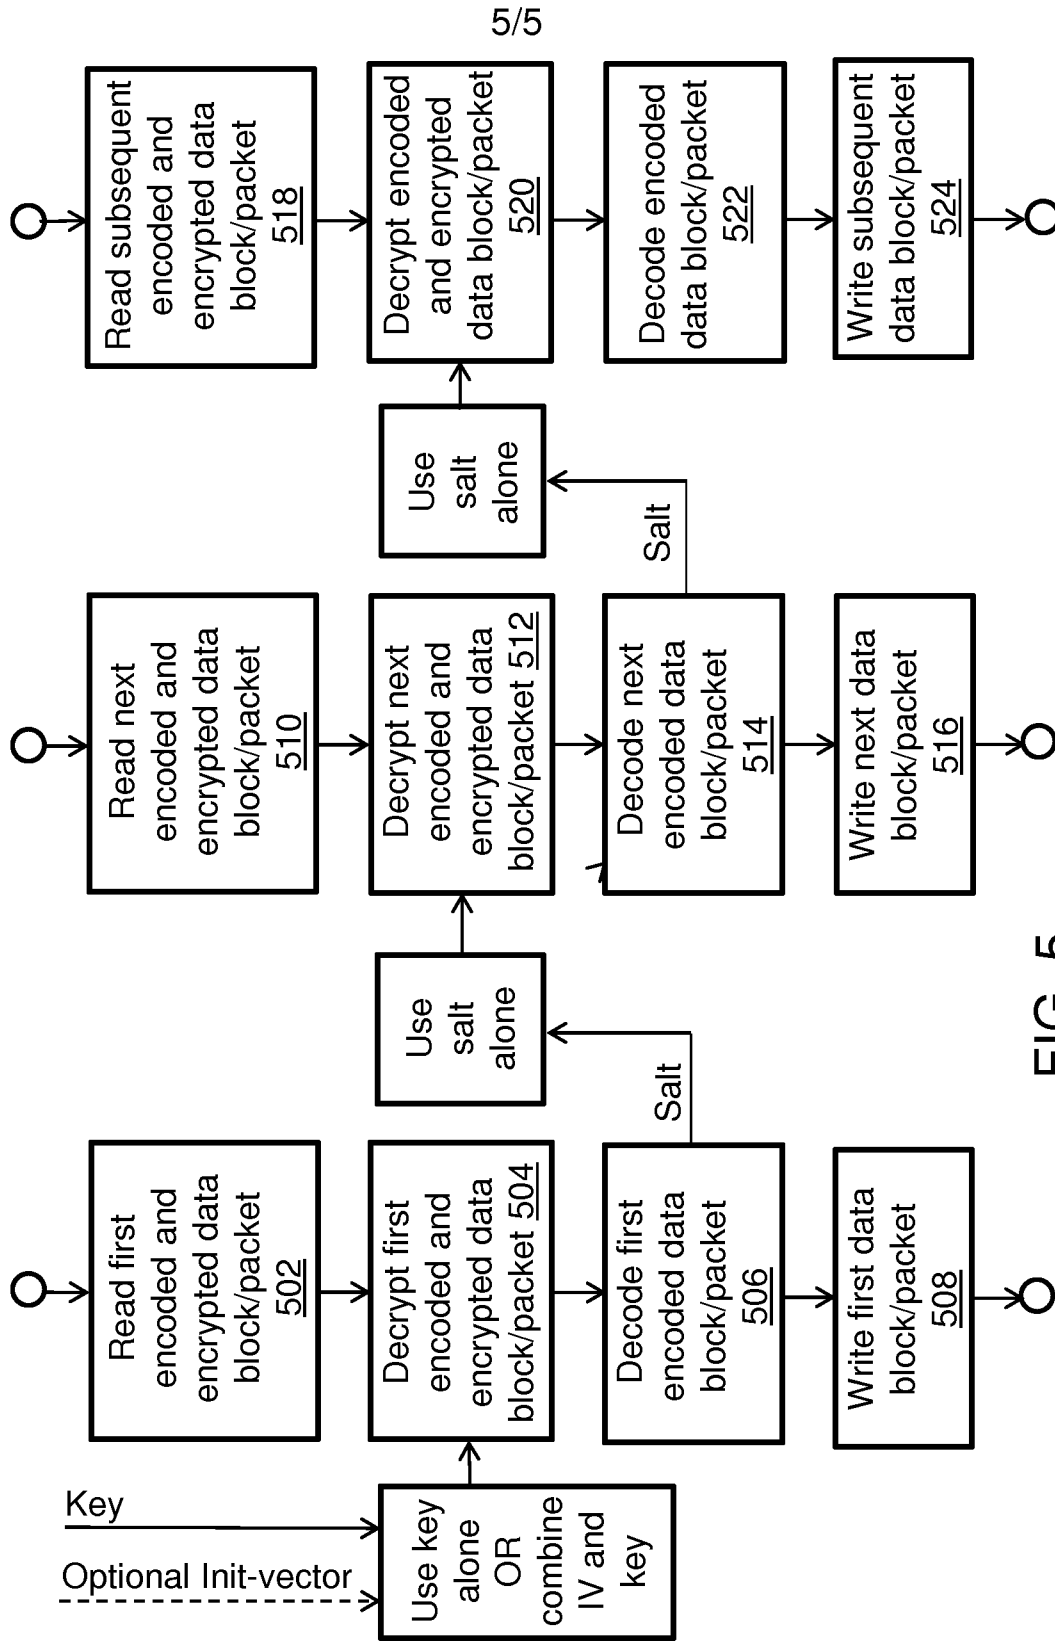 5/5
Optional Init-vector
Key
Use key
alone
OR
combine
IV and
key
Read first
encoded and
encrypted data
block/packet
502
Decrypt first
encoded and
encrypted data
block/packet 504
Decode first
encoded data
block/packet
506
Write first data
block/packet
508
Salt
Use
salt
alone
Read next
encoded and
encrypted data
block/packet
510
Decrypt next
encoded and
encrypted data
block/packet 512
Decode next
encoded data
block/packet
514
Write next data
block/packet
516
Salt
Use
salt
alone
Read subsequent
encoded and
encrypted data
block/packet
518
Decrypt encoded
and encrypted
data block/packet
520
Decode encoded
data block/packet
522
Write subsequent
data block/packet
524
FIG. 5